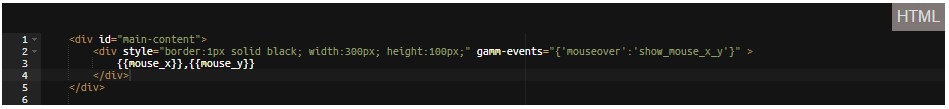 HTML
1 <div id="main-content">
2 <div style="border:1px solid black; width:300px; height:100px;" gamm-events="{'mouseover':'show_mouse_x_y'}" >
3 {{mouse_x}},{{mouse_y}}
4 </div>
5 </div>
6